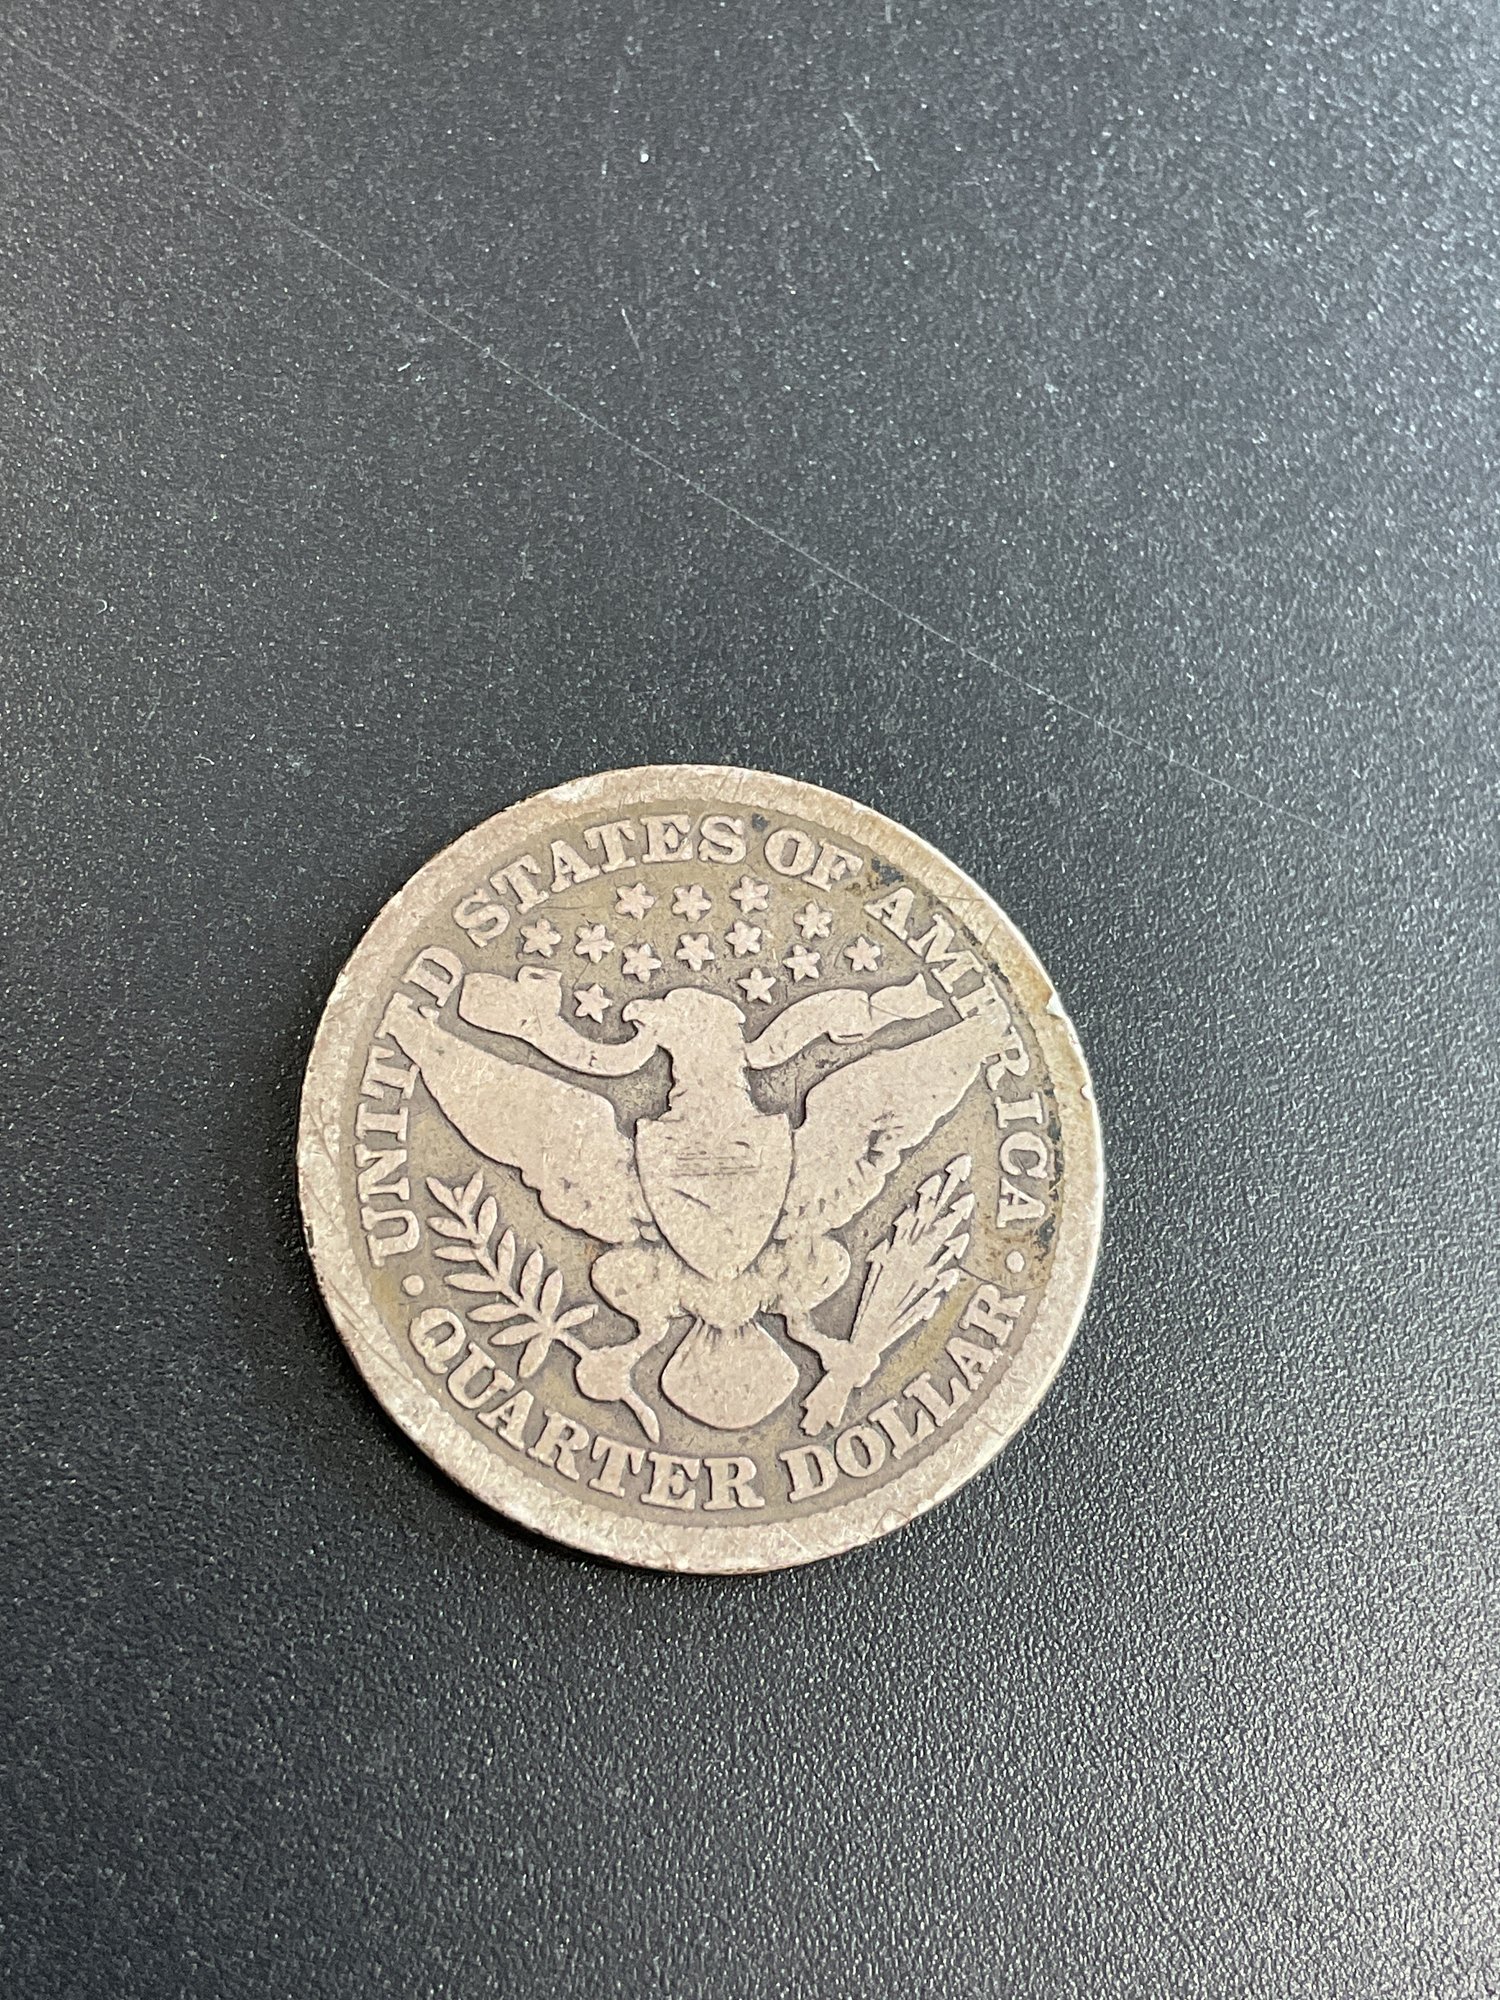 UNITED STATES OF AMERICA
· QUARTER DOLLAR ·